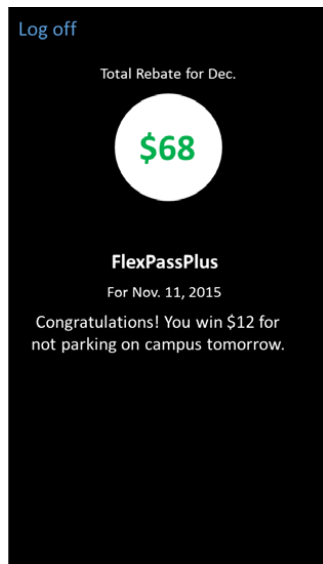 Log off
Total Rebate for Dec.
$68
FlexPassPlus
For Nov. 11, 2015
Congratulations! You win $12 for
not parking on campus tomorrow.